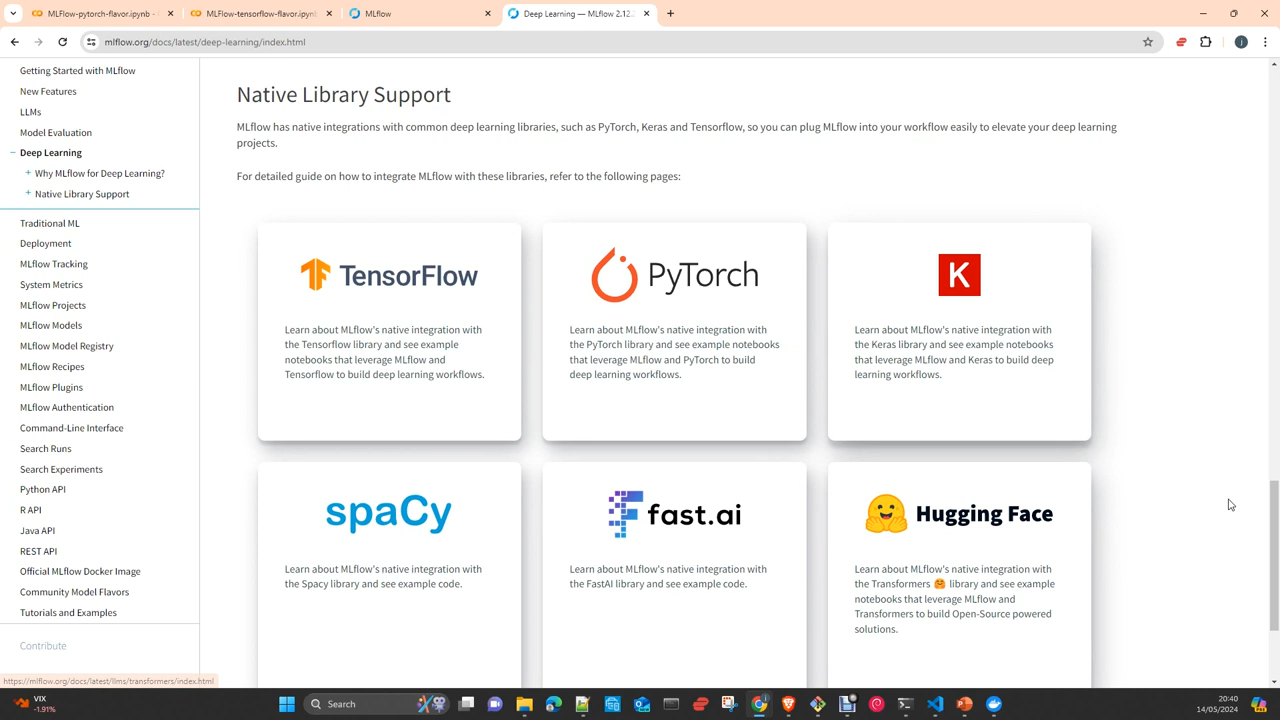 MLFlow-pytorch-flavor.ipynb -
MLFlow-tensorflow-flavor.ipynb
MLflow
Deep Learning — MLflow 2.12.
mlflow.org/docs/latest/deep-learning/index.html
Getting Started with MLflow
New Features
LLMs
Model Evaluation
Deep Learning
Why MLflow for Deep Learning?
Native Library Support
Traditional ML
Deployment
MLflow Tracking
System Metrics
MLflow Projects
MLflow Models
MLflow Model Registry
MLflow Recipes
MLflow Plugins
MLflow Authentication
Command-Line Interface
Search Runs
Search Experiments
Python API
R API
Java API
REST API
Official MLflow Docker Image
Community Model Flavors
Tutorials and Examples
Contribute
https://mlflow.org/docs/latest/llms/transformers/index.html
Native Library Support
MLflow has native integrations with common deep learning libraries, such as PyTorch, Keras and Tensorflow, so you can plug MLflow into your workflow easily to elevate your deep learning
projects.
For detailed guide on how to integrate MLflow with these libraries, refer to the following pages:
TensorFlow
Learn about MLflow's native integration with
the Tensorflow library and see example
notebooks that leverage MLflow and
Tensorflow to build deep learning workflows.
PyTorch
Learn about MLflow's native integration with
the PyTorch library and see example notebooks
that leverage MLflow and PyTorch to build
deep learning workflows.
K
Learn about MLflow's native integration with
the Keras library and see example notebooks
that leverage MLflow and Keras to build deep
learning workflows.
spaCy
Learn about MLflow's native integration with
the Spacy library and see example code.
fast.ai
Learn about MLflow's native integration with
the FastAI library and see example code.
Hugging Face
Learn about MLflow's native integration with
the Transformers 🤗 library and see example
notebooks that leverage MLflow and
Transformers to build Open-Source powered
solutions.
VIX
-1.91%
Search
20:40
14/05/2024